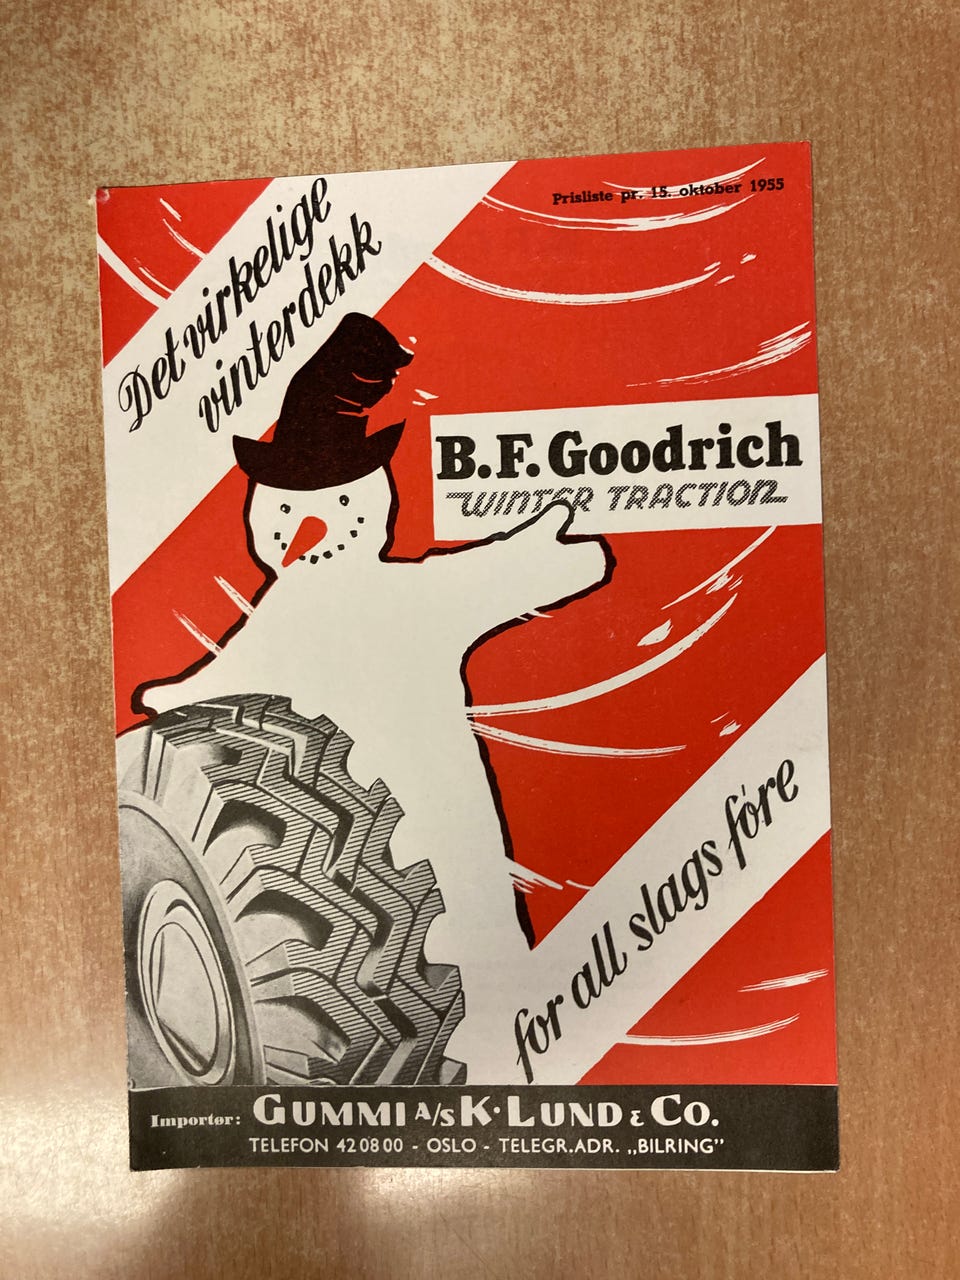 Prisliste pr. 15. oktober 1955
Det virkelige
vinterdekk
B.F. Goodrich
WINTER TRACTION
for all slags före
Importør: GUMMI A/S K. LUND & CO.
TELEFON 42 08 00 - OSLO - TELEGR.ADR. „BILRING”